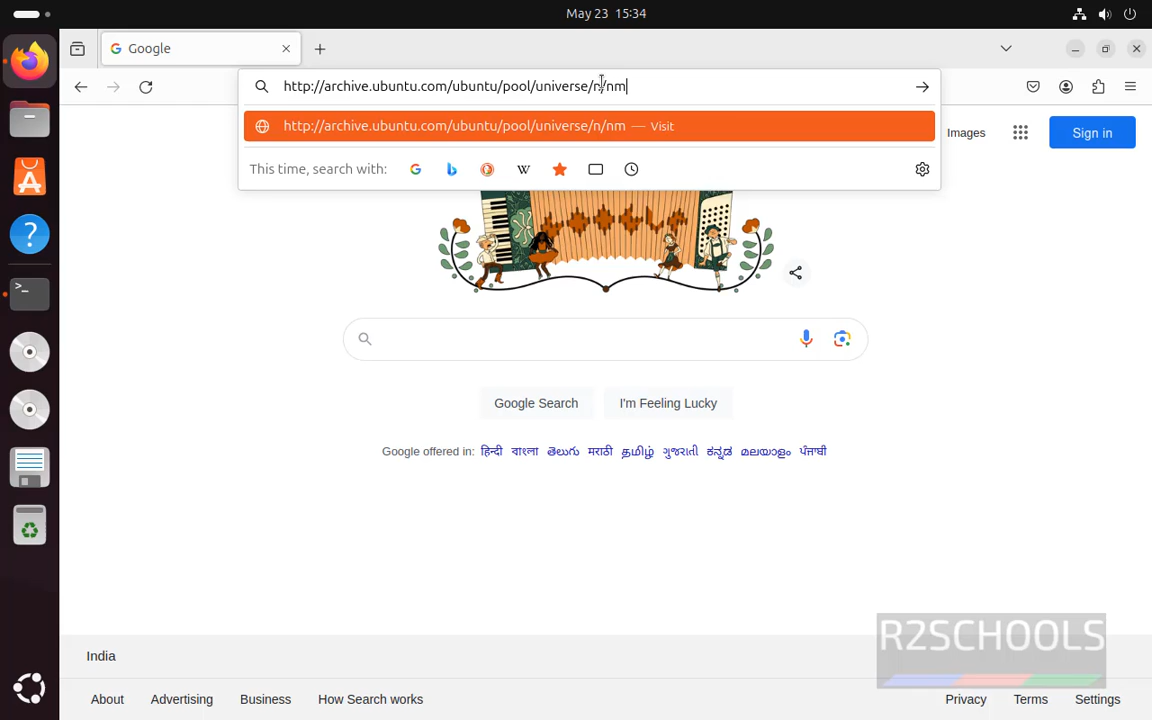 May 23 15:34
Google
http://archive.ubuntu.com/ubuntu/pool/universe/n/nm
http://archive.ubuntu.com/ubuntu/pool/universe/n/nm — Visit
This time, search with:
Images
Sign in
Google Search
I'm Feeling Lucky
Google offered in: हिन्दी বাংলা తెలుగు मराठी தமிழ் ગુજરાતી ಕನ್ನಡ മലയാളം ਪੰਜਾਬੀ
R2SCHOOLS
India
About Advertising Business How Search works Privacy Terms Settings